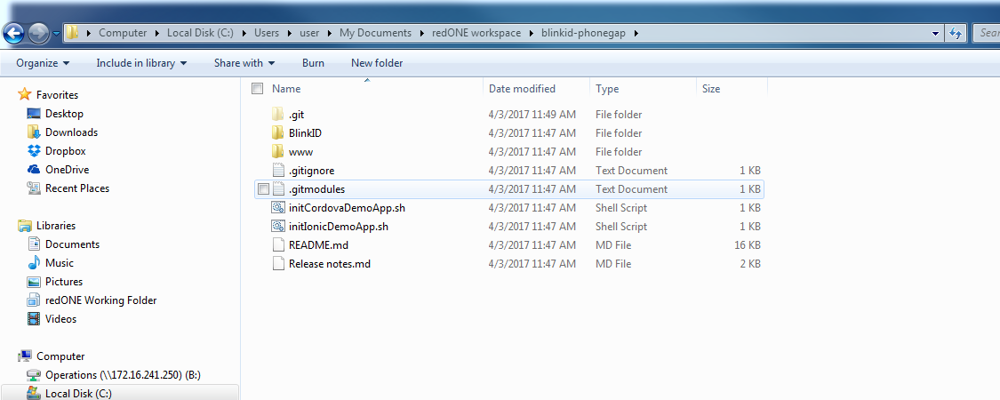 Computer Local Disk (C:) Users user My Documents redONE workspace blinkid-phonegap Sear
Organize Include in library Share with Burn New folder
Favorites
Desktop
Downloads
Dropbox
OneDrive
Recent Places
Libraries
Documents
Music
Pictures
redONE Working Folder
Videos
Computer
Operations (\\172.16.241.250) (B:)
Local Disk (C:)
Name Date modified Type Size
.git 4/3/2017 11:49 AM File folder
BlinkID 4/3/2017 11:47 AM File folder
www 4/3/2017 11:47 AM File folder
.gitignore 4/3/2017 11:47 AM Text Document 1 KB
.gitmodules 4/3/2017 11:47 AM Text Document 1 KB
initCordovaDemoApp.sh 4/3/2017 11:47 AM Shell Script 1 KB
initIonicDemoApp.sh 4/3/2017 11:47 AM Shell Script 1 KB
README.md 4/3/2017 11:47 AM MD File 16 KB
Release notes.md 4/3/2017 11:47 AM MD File 2 KB